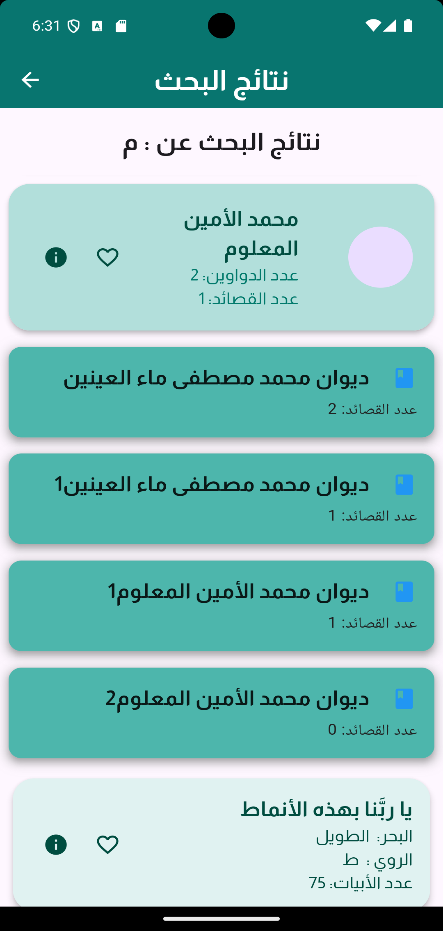 6:31
نتائج البحث
نتائج البحث عن : م
محمد الأمين
المعلوم
عدد الدواوين: 2
عدد القصائد: 1
ديوان محمد مصطفى ماء العينين
عدد القصائد: 2
ديوان محمد مصطفى ماء العينين1
عدد القصائد: 1
ديوان محمد الأمين المعلوم1
عدد القصائد: 1
ديوان محمد الأمين المعلوم2
عدد القصائد: 0
يا ربَّنا بهذه الأنماط
البحر: الطويل
الروي : ط
عدد الأبيات: 75